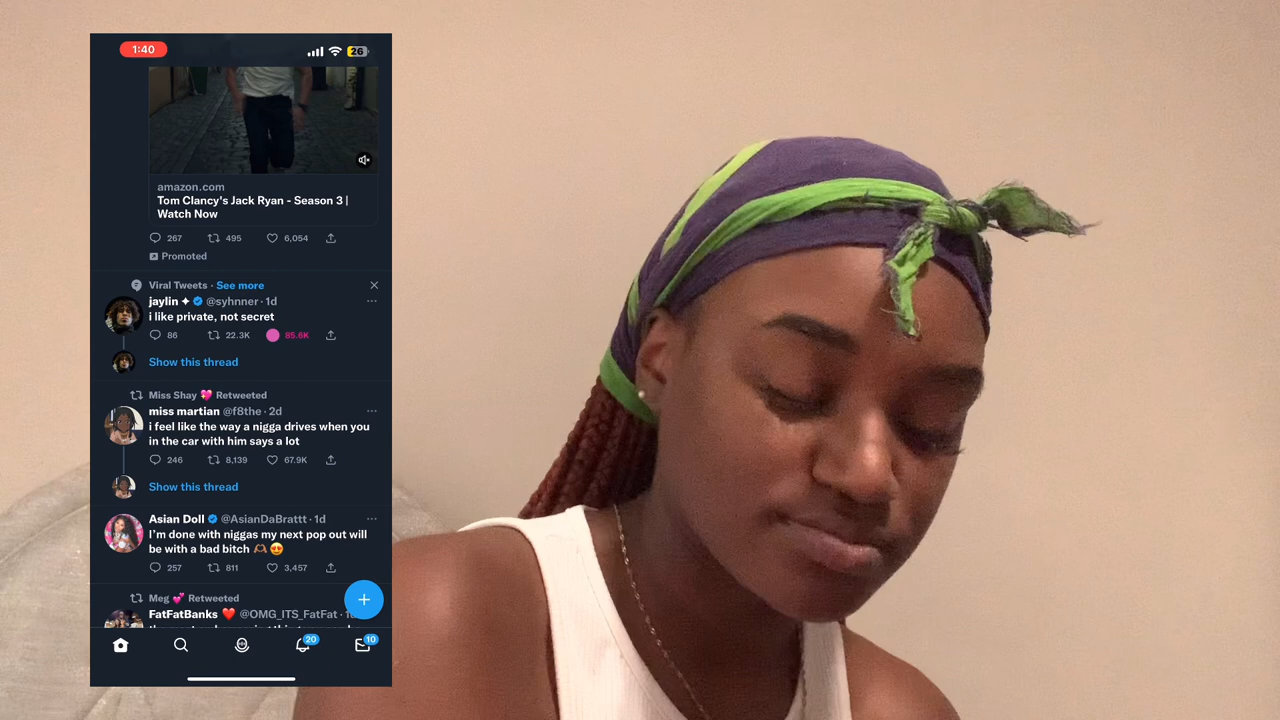 1:40
26
amazon.com
Tom Clancy's Jack Ryan - Season 3 |
Watch Now
267 495 6,054
Promoted
Viral Tweets · See more
jaylin @syhnner · 1d
i like private, not secret
86 22.3K 85.6K
Show this thread
Miss Shay 💖 Retweeted
miss martian @f8the · 2d
i feel like the way a nigga drives when you
in the car with him says a lot
246 8,139 67.9K
Show this thread
Asian Doll @AsianDaBrattt · 1d
I'm done with niggas my next pop out will
be with a bad bitch 🫶🏾 😍
257 811 3,457
Meg 💞 Retweeted
FatFatBanks ❤️ @OMG_ITS_FatFat
20
10